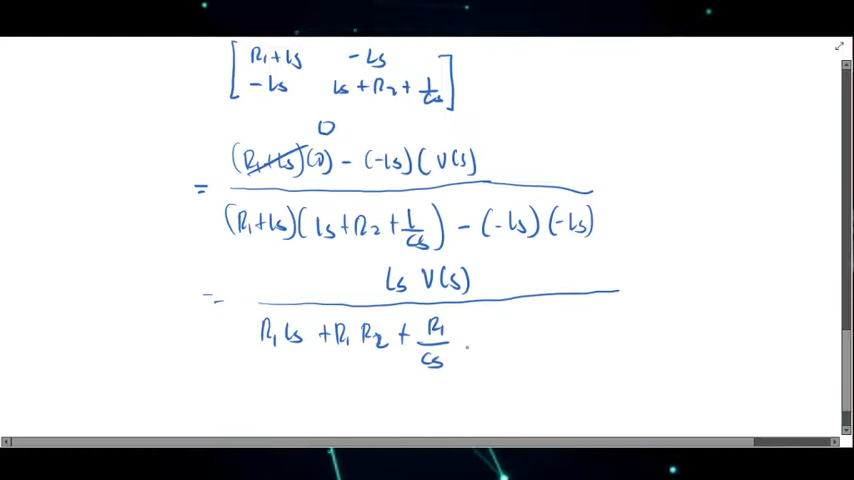 [ R₁+Ls   -Ls
-Ls   Ls+R₂+1/Cs ]
0
= (R₁+Ls)(0) - (-Ls)(V(s)
(R₁+Ls)(Ls+R₂+1/Cs) - (-Ls)(-Ls)
= Ls V(s)
R₁Ls + R₁R₂ + R₁/Cs